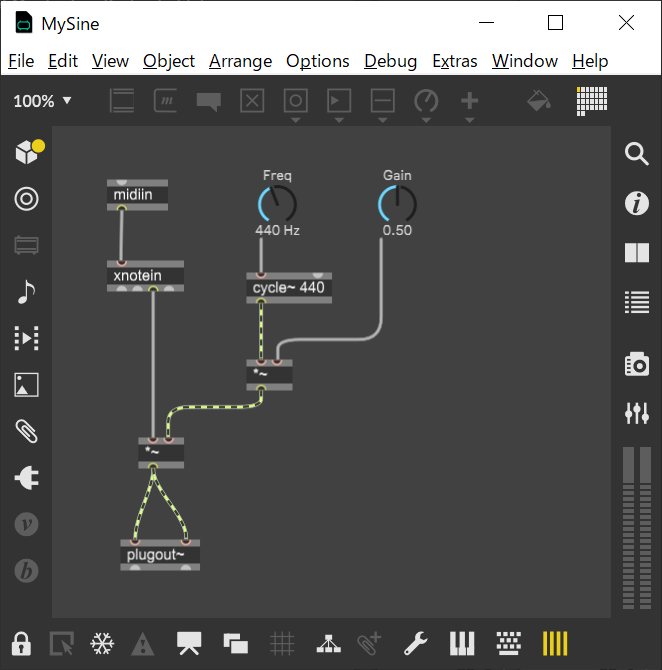 MySine
File Edit View Object Arrange Options Debug Extras Window Help
100%
m
Freq
Gain
midiin
440 Hz
0.50
xnotein
cycle~ 440
*~
*~
plugout~
v
b